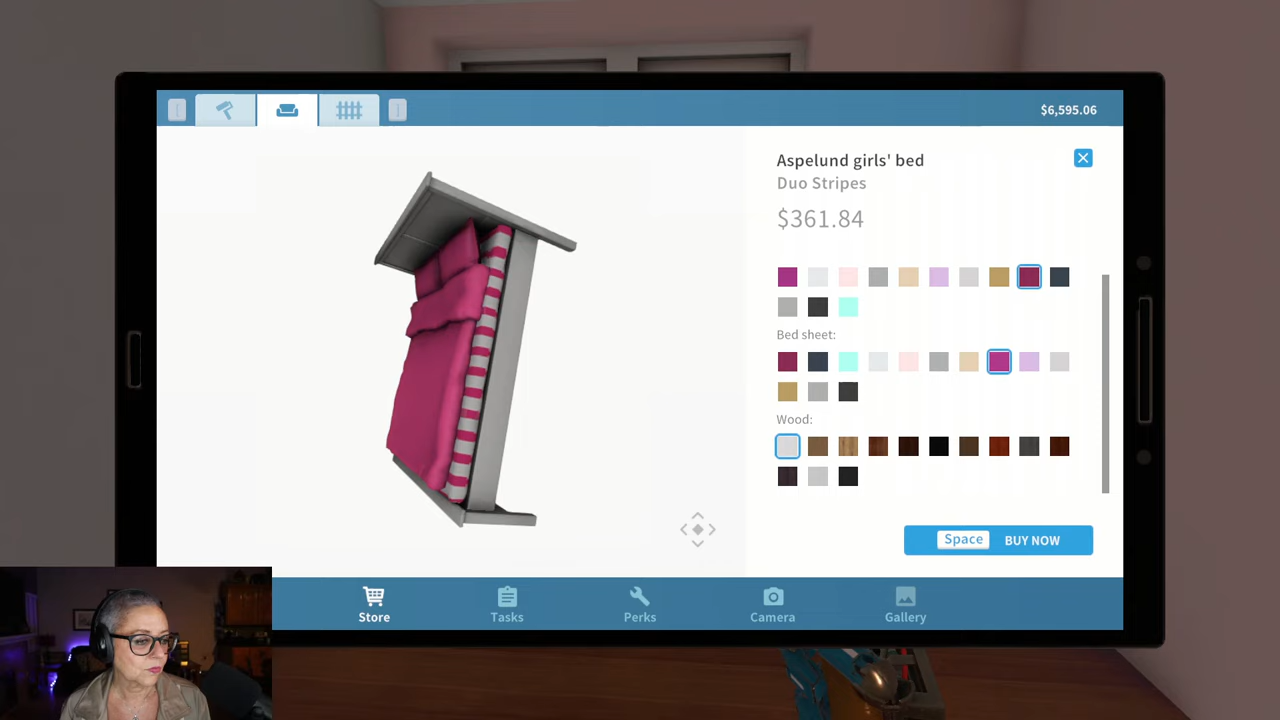 $6,595.06
Aspelund girls' bed
Duo Stripes
$361.84
Bed sheet:
Wood:
Space BUY NOW
Store
Tasks
Perks
Camera
Gallery